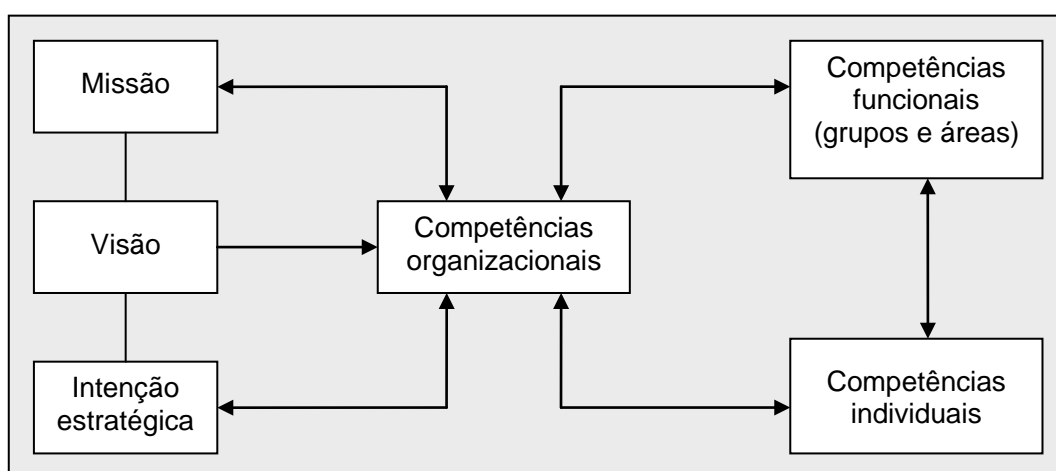 Missão
Visão
Intenção
estratégica
Competências
organizacionais
Competências
funcionais
(grupos e áreas)
Competências
individuais